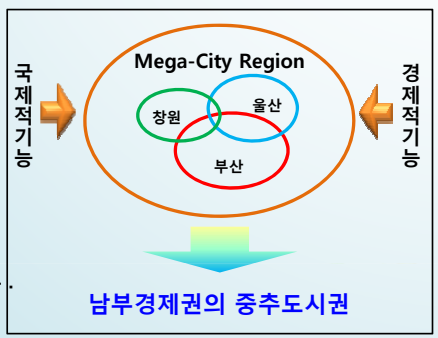 Mega-City Region
국제적기능
경제적기능
창원
울산
부산
남부경제권의 중추도시권